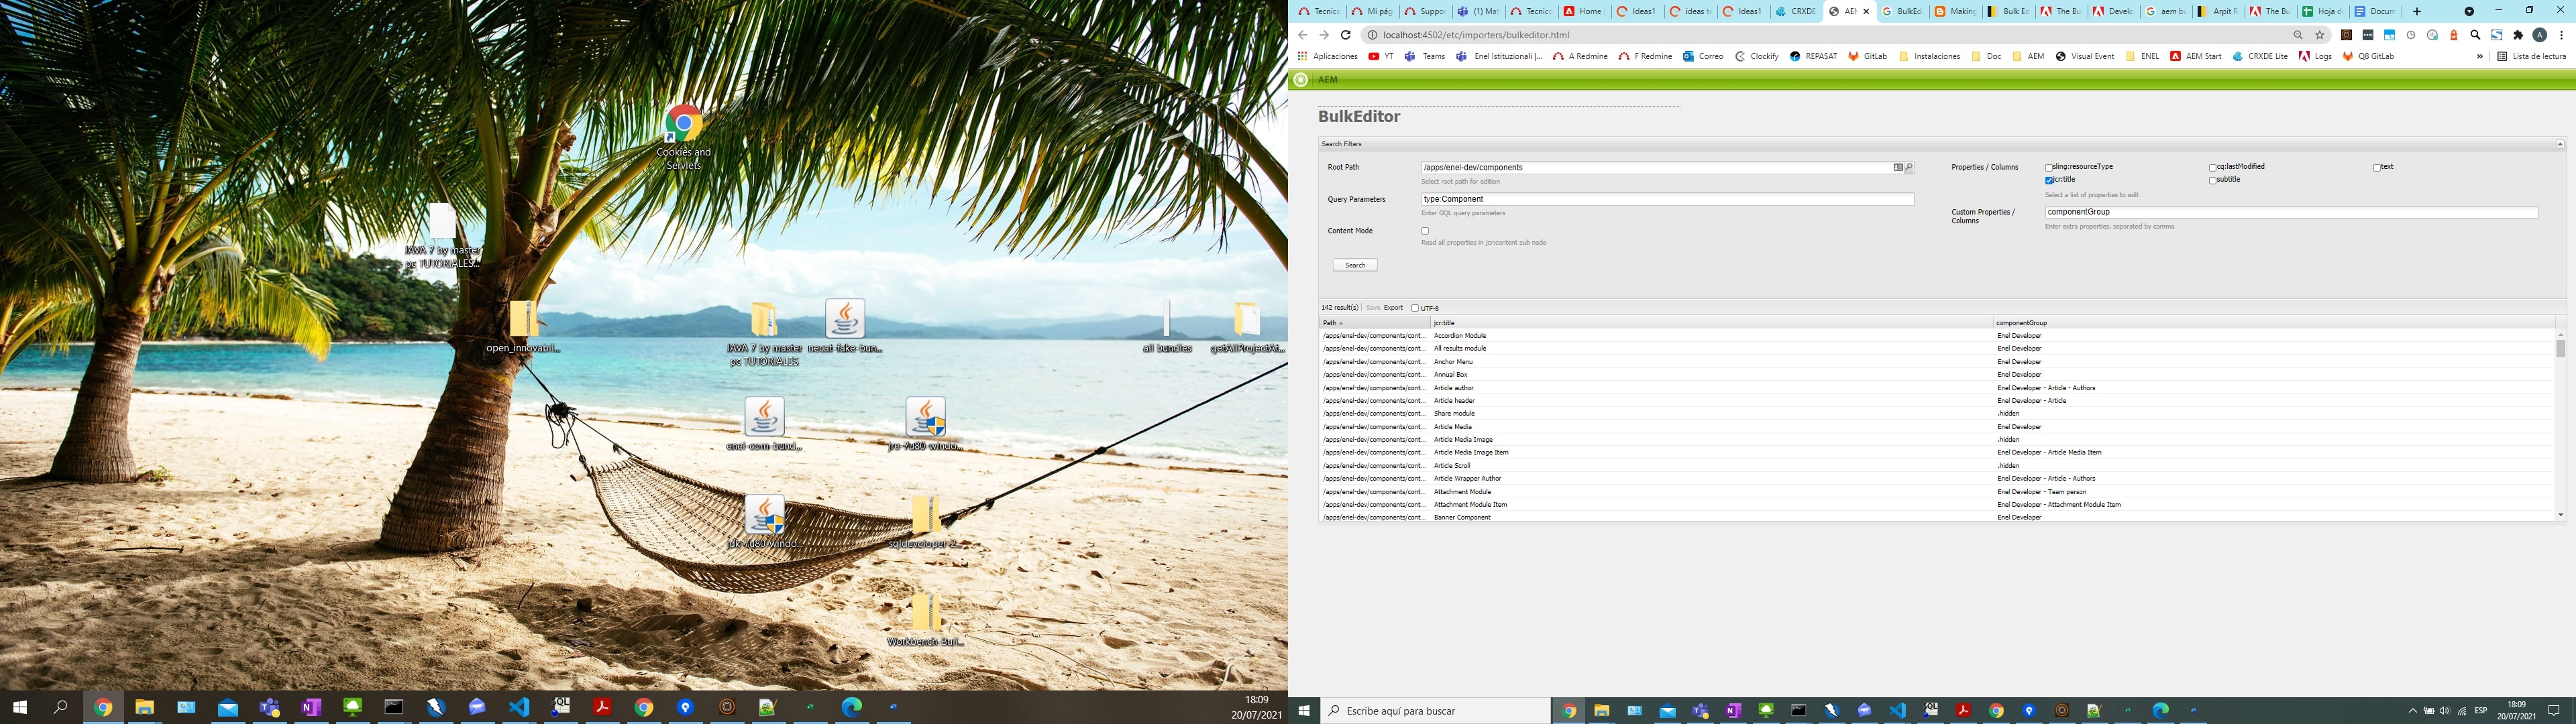 Cookies and
Servlets
JAVA 7 by master
pc TUTORIALES...
open_innovabil...
JAVA 7 by master
pc TUTORIALES
necat-fake-bun...
all bundles
getAllProjectAt...
enel-com-bund...
jre-7u80-windo...
jdk-7u80-windo...
sqldeveloper-2...
Workbench-Buil...
18:09
20/07/2021
Tecnico
Mi pág
Suppor
(1) Mat
Tecnico
Home |
Ideas1
ideas t
Ideas1
CRXDE
AEM
BulkEd
Making
Bulk Ed
The Bu
Develo
aem bu
Arpit R
The Bu
Hoja de
Docum
localhost:4502/etc/importers/bulkeditor.html
Aplicaciones
YT
Teams
Enel Istituzionali |...
A Redmine
F Redmine
Correo
Clockify
REPASAT
GitLab
Instalaciones
Doc
AEM
Visual Event
ENEL
AEM Start
CRXDE Lite
Logs
Q8 GitLab
»
Lista de lectura
AEM
BulkEditor
Search Filters
Root Path
/apps/enel-dev/components
Select root path for edition
Query Parameters
type:Component
Enter GQL query parameters
Content Mode
Read all properties in jcr:content sub node
Search
Properties / Columns
sling:resourceType
cq:lastModified
text
jcr:title
subtitle
Select a list of properties to edit
Custom Properties /
Columns
componentGroup
Enter extra properties, separated by comma
142 result(s) Save Export UTF-8
Path jcr:title componentGroup
/apps/enel-dev/components/cont... Accordion Module Enel Developer
/apps/enel-dev/components/cont... All results module Enel Developer
/apps/enel-dev/components/cont... Anchor Menu Enel Developer
/apps/enel-dev/components/cont... Annual Box Enel Developer
/apps/enel-dev/components/cont... Article author Enel Developer - Article - Authors
/apps/enel-dev/components/cont... Article header Enel Developer - Article
/apps/enel-dev/components/cont... Share module .hidden
/apps/enel-dev/components/cont... Article Media Enel Developer
/apps/enel-dev/components/cont... Article Media Image .hidden
/apps/enel-dev/components/cont... Article Media Image Item Enel Developer - Article Media Item
/apps/enel-dev/components/cont... Article Scroll .hidden
/apps/enel-dev/components/cont... Article Wrapper Author Enel Developer - Article - Authors
/apps/enel-dev/components/cont... Attachment Module Enel Developer - Team person
/apps/enel-dev/components/cont... Attachment Module Item Enel Developer - Attachment Module Item
/apps/enel-dev/components/cont... Banner Component Enel Developer
Escribe aquí para buscar
ESP
18:09
20/07/2021